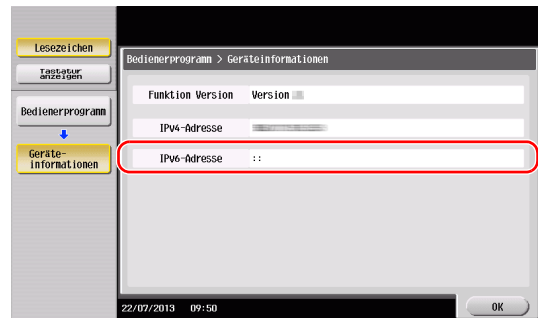 Lesezeichen
Tastatur
anzeigen
Bedienerprogramm
Geräte-
informationen
Bedienerprogramm > Geräteinformationen
Funktion Version Version
IPv4-Adresse
IPv6-Adresse ::
22/07/2013 09:50
OK